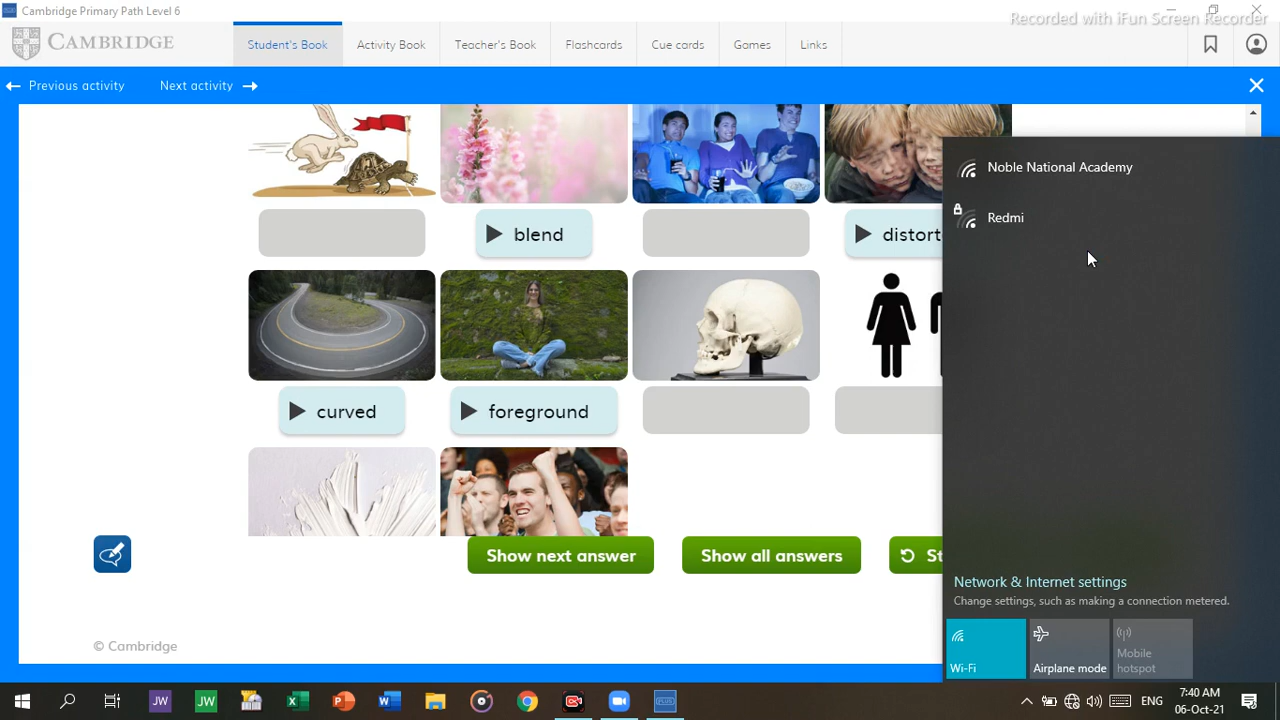 Cambridge Primary Path Level 6
Recorded with iFun Screen Recorder
CAMBRIDGE
Student's Book
Activity Book
Teacher's Book
Flashcards
Cue cards
Games
Links
Previous activity
Next activity
Noble National Academy
Redmi
blend
distort
curved
foreground
Show next answer
Show all answers
St
© Cambridge
Network & Internet settings
Change settings, such as making a connection metered.
Wi-Fi
Airplane mode
Mobile
hotspot
JW
JW
ENG
7:40 AM
06-Oct-21